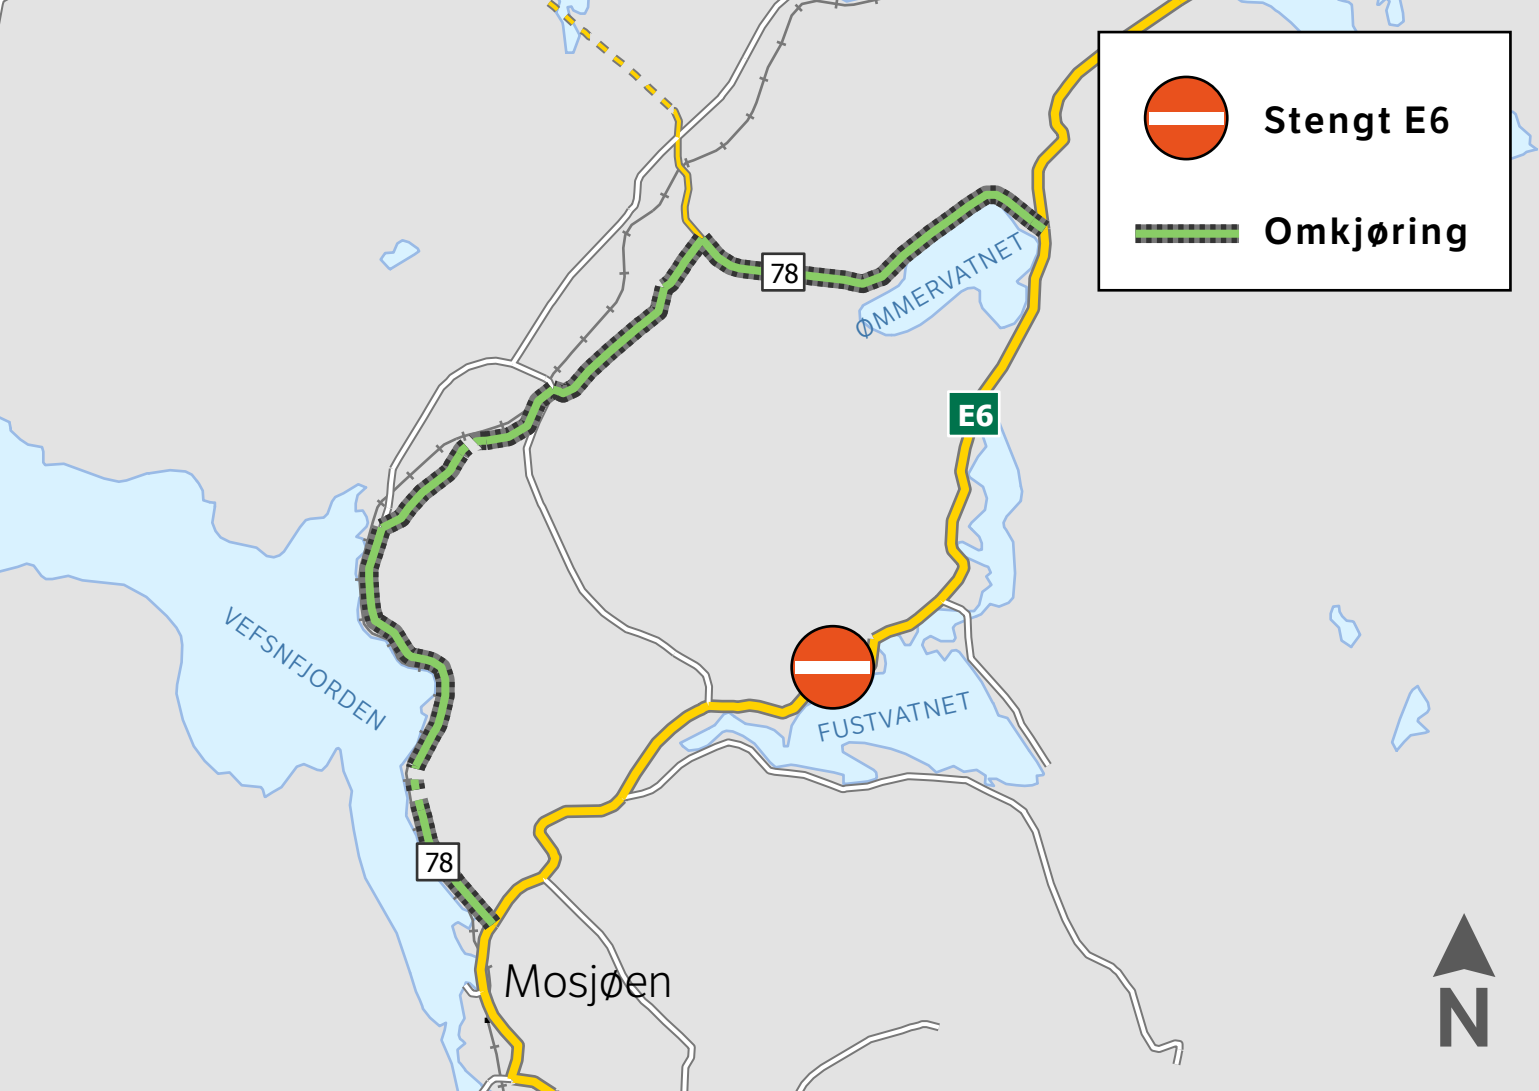 Stengt E6
Omkjøring
78
ØMMERVATNET
E6
VEFSNFJORDEN
FUSTVATNET
78
Mosjøen
N